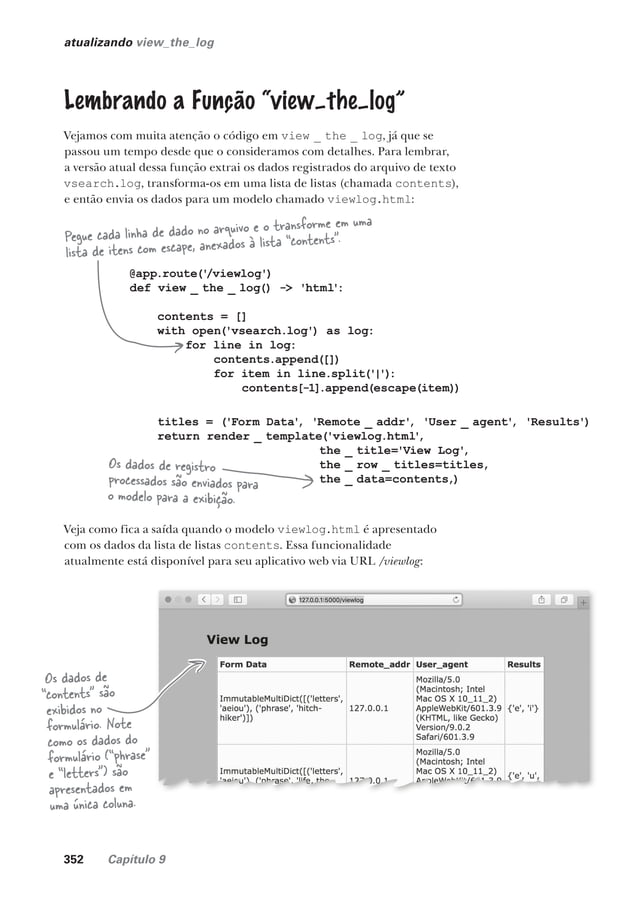 atualizando view_the_log
Lembrando a Função “view_the_log”
Vejamos com muita atenção o código em view _ the _ log, já que se
passou um tempo desde que o consideramos com detalhes. Para lembrar,
a versão atual dessa função extrai os dados registrados do arquivo de texto
vsearch.log, transforma-os em uma lista de listas (chamada contents),
e então envia os dados para um modelo chamado viewlog.html:
Pegue cada linha de dado no arquivo e o transforme em uma
lista de itens com escape, anexados à lista “contents”.
@app.route('/viewlog')
def view _ the _ log() -> 'html':
contents = []
with open('vsearch.log') as log:
for line in log:
contents.append([])
for item in line.split('|'):
contents[-1].append(escape(item))
titles = ('Form Data', 'Remote _ addr', 'User _ agent', 'Results')
return render _ template('viewlog.html',
the _ title='View Log',
the _ row _ titles=titles,
the _ data=contents,)
Os dados de registro
processados são enviados para
o modelo para a exibição.
Veja como fica a saída quando o modelo viewlog.html é apresentado
com os dados da lista de listas contents. Essa funcionalidade
atualmente está disponível para seu aplicativo web via URL /viewlog:
127.0.0.1:5000/viewlog
View Log
Form Data Remote_addr User_agent Results
ImmutableMultiDict([('letters',
'aeiou'), ('phrase', 'hitch-
hiker')])
127.0.0.1
Mozilla/5.0
(Macintosh; Intel
Mac OS X 10_11_2)
AppleWebKit/601.3.9
(KHTML, like Gecko)
Version/9.0.2
Safari/601.3.9
{'e', 'i'}
ImmutableMultiDict([('letters',
'aeiou'), ('phrase', 'life, the
127.0.0.1
Mozilla/5.0
(Macintosh; Intel
Mac OS X 10_11_2)
AppleWebKit/601.3.9
{'e', 'u',
Os dados de
“contents” são
exibidos no
formulário. Note
como os dados do
formulário (“phrase”
e “letters”) são
apresentados em
uma única coluna.
352 Capítulo 9